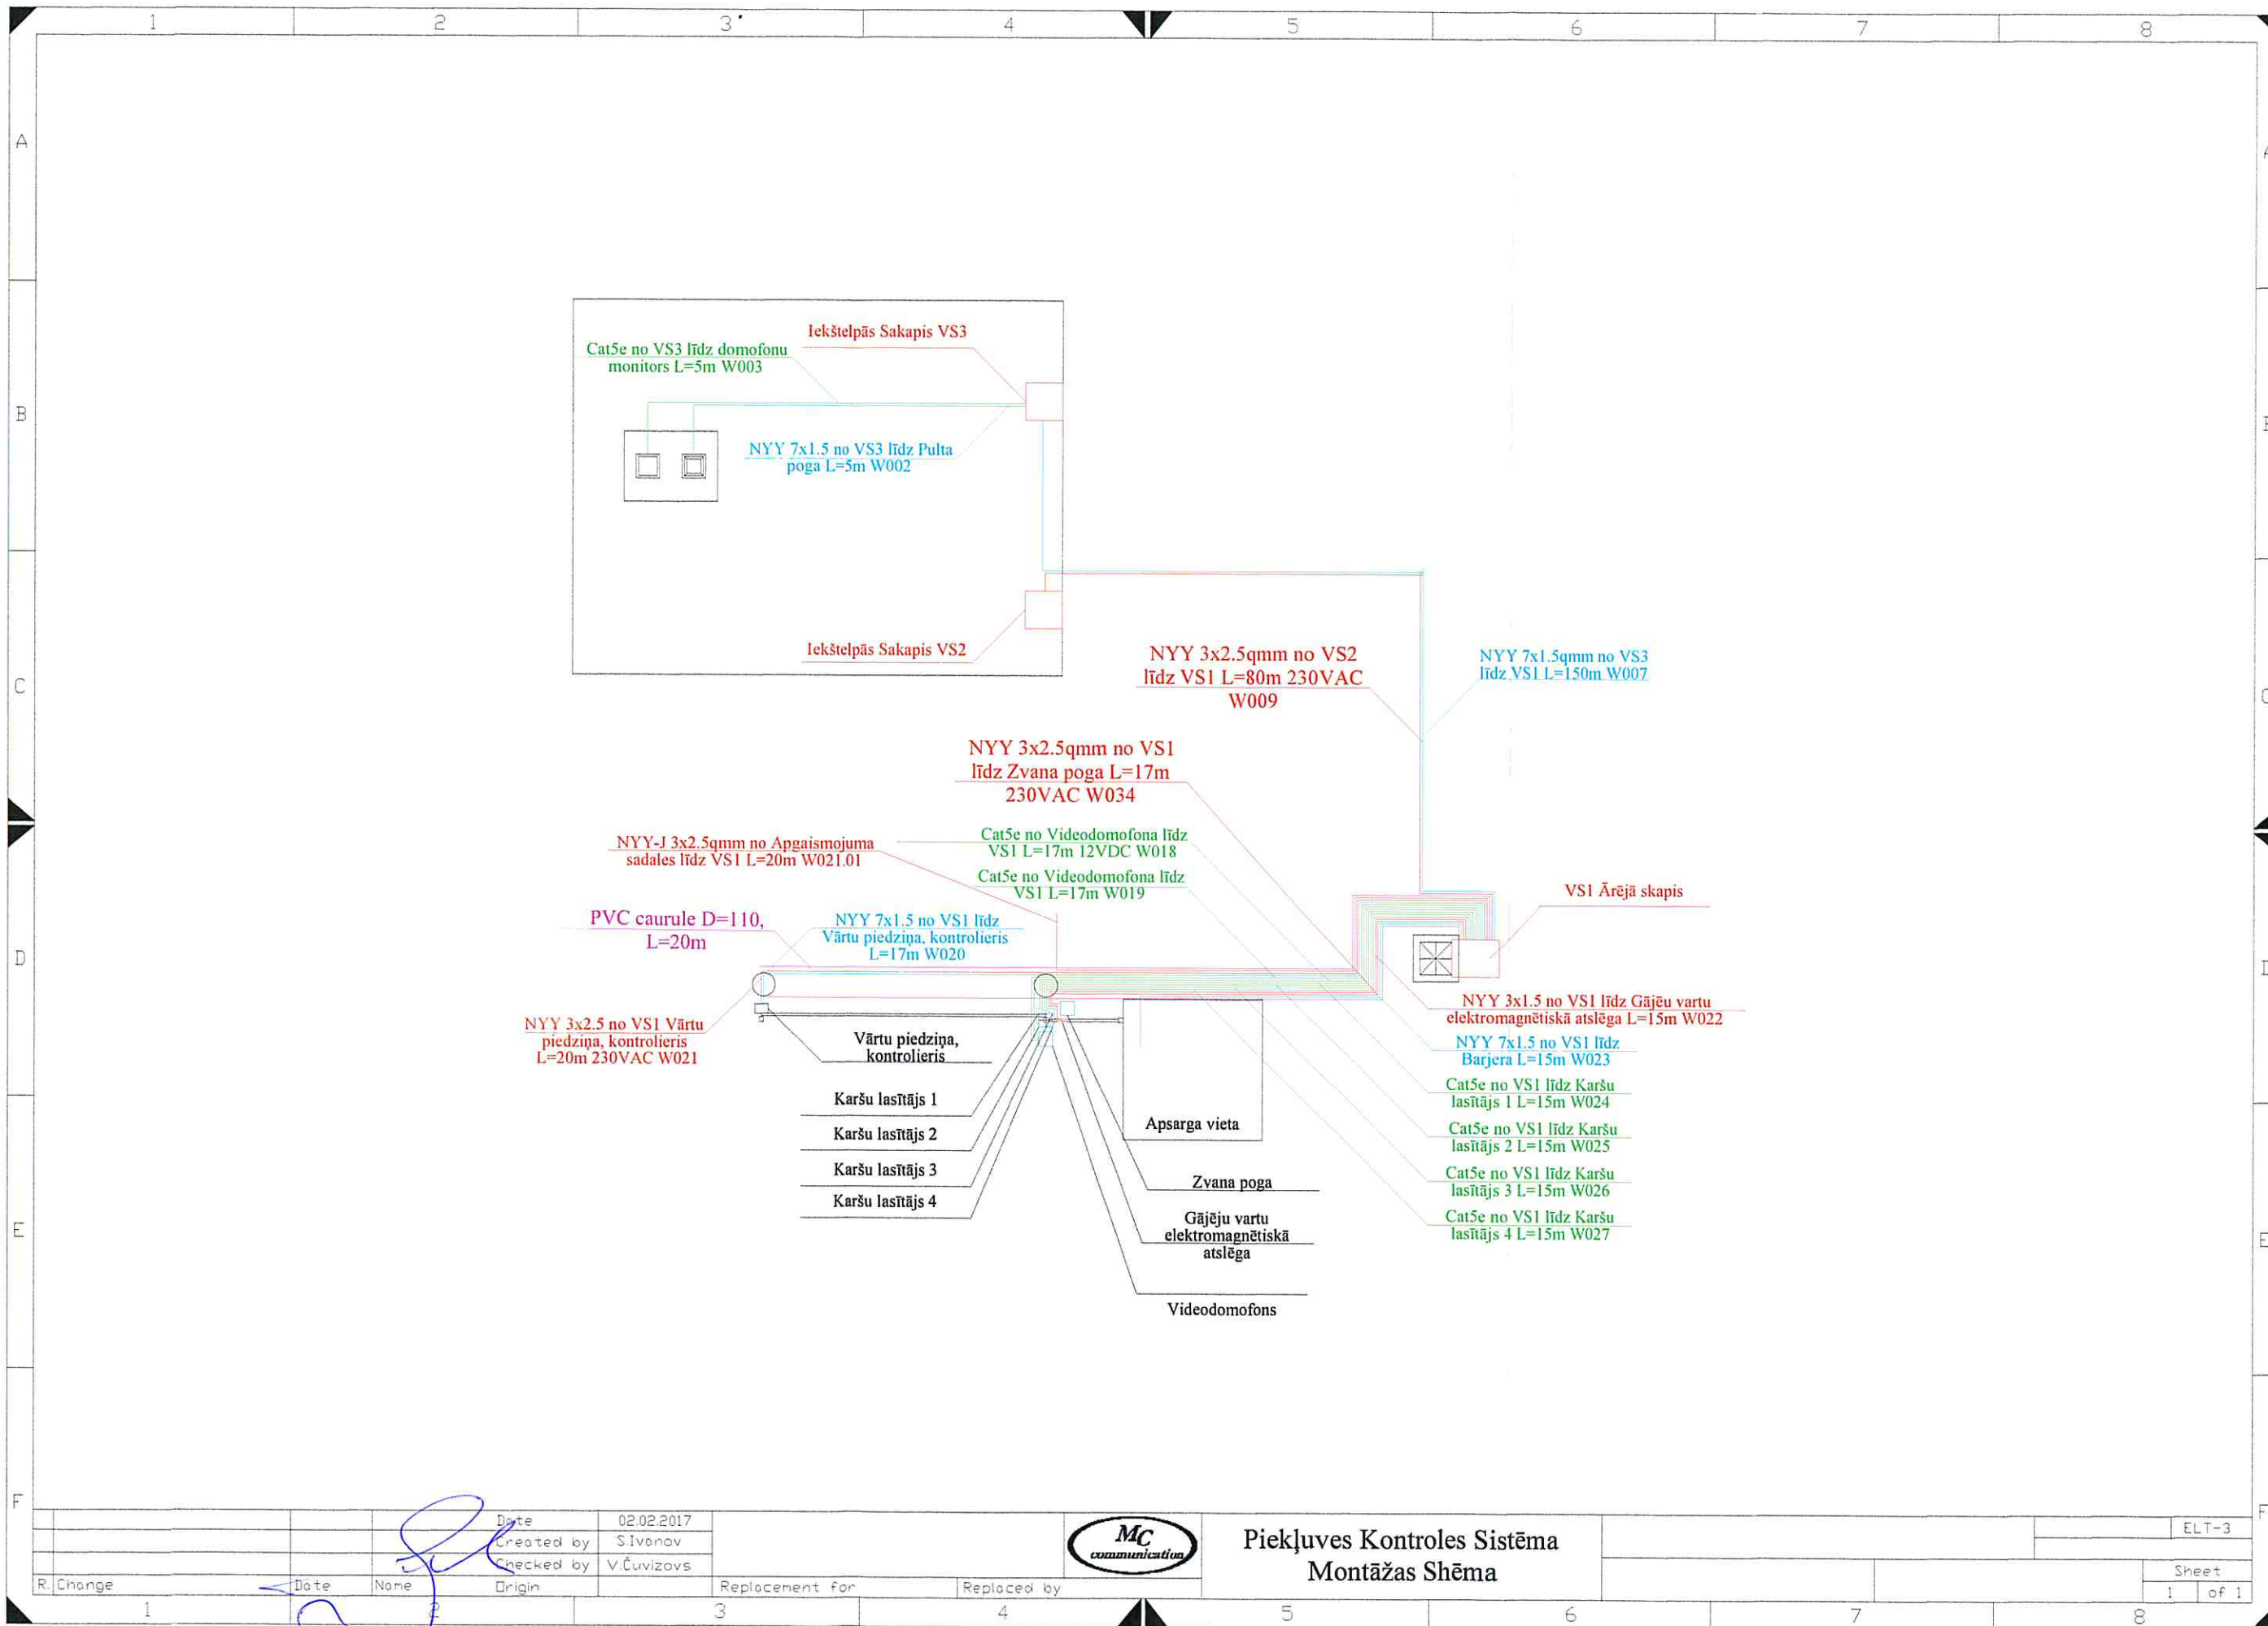 1 2 3 4 5 6 7 8
A
Iekštelpās Sakapis VS3
Cat5e no VS3 līdz domofonu
monitors L=5m W003
B
NYY 7x1.5 no VS3 līdz Pulta
poga L=5m W002
Iekštelpās Sakapis VS2
NYY 3x2.5qmm no VS2
līdz VS1 L=80m 230VAC
W009
NYY 7x1.5qmm no VS3
līdz VS1 L=150m W007
C
NYY 3x2.5qmm no VS1
līdz Zvana poga L=17m
230VAC W034
NYY-J 3x2.5qmm no Apgaismojuma
sadales līdz VS1 L=20m W021.01
Cat5e no Videodomofona līdz
VS1 L=17m 12VDC W018
Cat5e no Videodomofona līdz
VS1 L=17m W019
VS1 Ārējā skapis
PVC caurule D=110,
L=20m
NYY 7x1.5 no VS1 līdz
Vārtu piedziņa, kontrolieris
L=17m W020
D
NYY 3x2.5 no VS1 Vārtu
piedziņa, kontrolieris
L=20m 230VAC W021
Vārtu piedziņa,
kontrolieris
NYY 3x1.5 no VS1 līdz Gājēu vartu
elektromagnētiskā atslēga L=15m W022
NYY 7x1.5 no VS1 līdz
Barjera L=15m W023
Cat5e no VS1 līdz Karšu
lasītājs 1 L=15m W024
Cat5e no VS1 līdz Karšu
lasītājs 2 L=15m W025
Cat5e no VS1 līdz Karšu
lasītājs 3 L=15m W026
Cat5e no VS1 līdz Karšu
lasītājs 4 L=15m W027
Karšu lasītājs 1
Karšu lasītājs 2
Karšu lasītājs 3
Karšu lasītājs 4
Apsarga vieta
Zvana poga
Gājēju vartu
elektromagnētiskā
atslēga
Videodomofons
E
F
Date 02.02.2017
Created by S.Ivanov
Checked by V.Čuvizovs
R. Change Date Name Origin Replacement for Replaced by
MC
communication
Piekļuves Kontroles Sistēma
Montāžas Shēma
ELT-3
Sheet
1 of 1
1 2 3 4 5 6 7 8